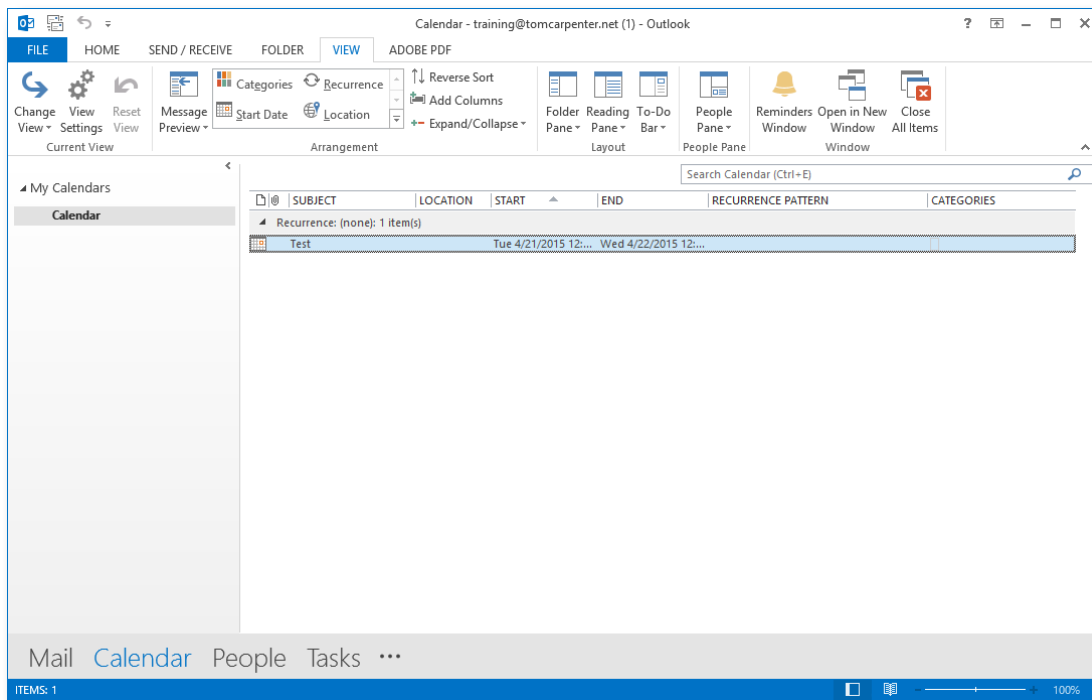 Calendar - training@tomcarpenter.net (1) - Outlook
FILE HOME SEND / RECEIVE FOLDER VIEW ADOBE PDF
Change View
View Settings
Reset View
Current View
Message Preview
Categories
Recurrence
Start Date
Location
Reverse Sort
Add Columns
Expand/Collapse
Arrangement
Folder Pane
Reading Pane
To-Do Bar
Layout
People Pane
People Pane
Reminders Window
Open in New Window
Close All Items
Window
My Calendars
Calendar
Search Calendar (Ctrl+E)
SUBJECT LOCATION START END RECURRENCE PATTERN CATEGORIES
Recurrence: (none): 1 item(s)
Test Tue 4/21/2015 12:... Wed 4/22/2015 12:...
Mail Calendar People Tasks ···
ITEMS: 1 100%